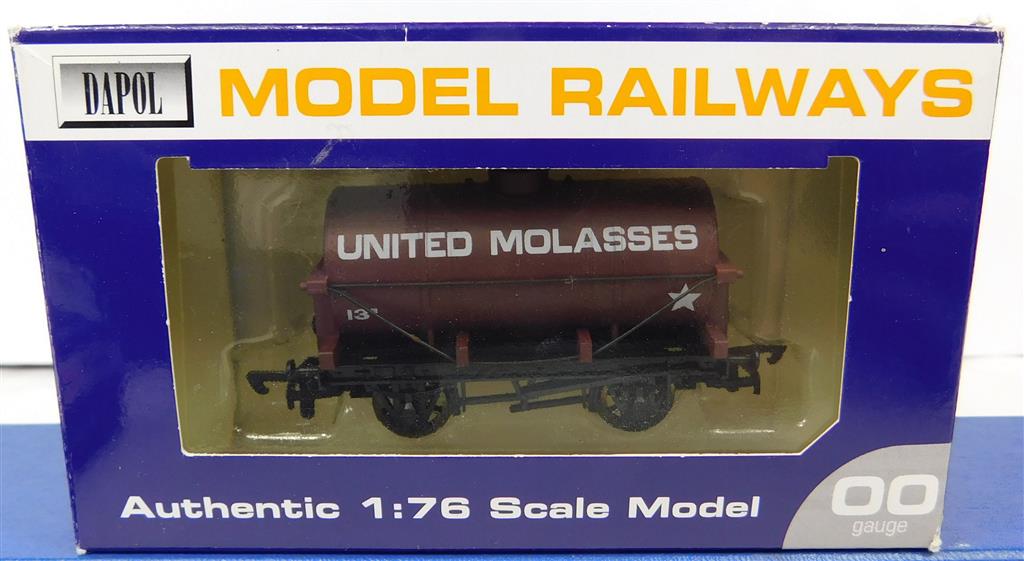 DAPOL
MODEL RAILWAYS
UNITED MOLASSES
Authentic 1:76 Scale Model
OO
gauge